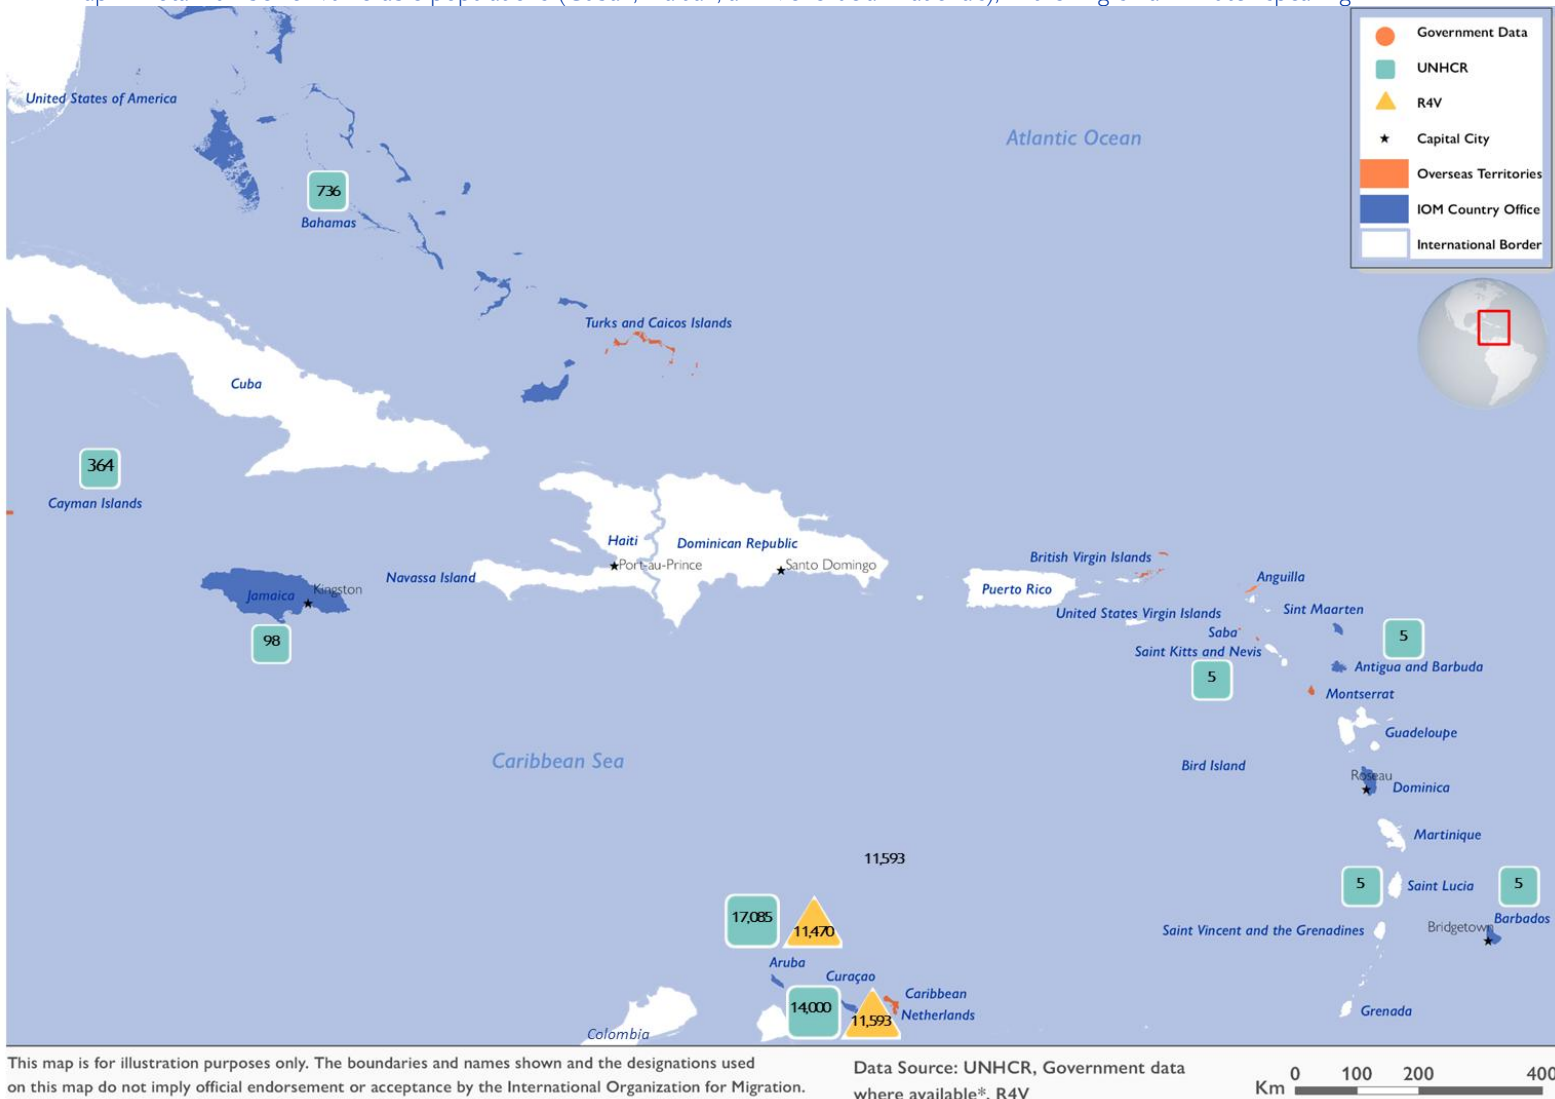 Government Data
UNHCR
R4V
Capital City
Overseas Territories
IOM Country Office
International Border
United States of America
Atlantic Ocean
736
Bahamas
Turks and Caicos Islands
Cuba
364
Cayman Islands
Haiti
Dominican Republic
Port-au-Prince
Santo Domingo
Navassa Island
Jamaica
Kingston
98
British Virgin Islands
Puerto Rico
Anguilla
United States Virgin Islands
Sint Maarten
Saba
Saint Kitts and Nevis
5
5
Antigua and Barbuda
Montserrat
Guadeloupe
Caribbean Sea
Bird Island
Roseau
Dominica
Martinique
11,593
5
Saint Lucia
5
Barbados
17,085
11,470
Saint Vincent and the Grenadines
Bridgetown
Aruba
Curaçao
Caribbean
Netherlands
14,000
11,593
Grenada
Colombia
This map is for illustration purposes only. The boundaries and names shown and the designations used
on this map do not imply official endorsement or acceptance by the International Organization for Migration.
Data Source: UNHCR, Government data
where available*, R4V
Km 0 100 200 400